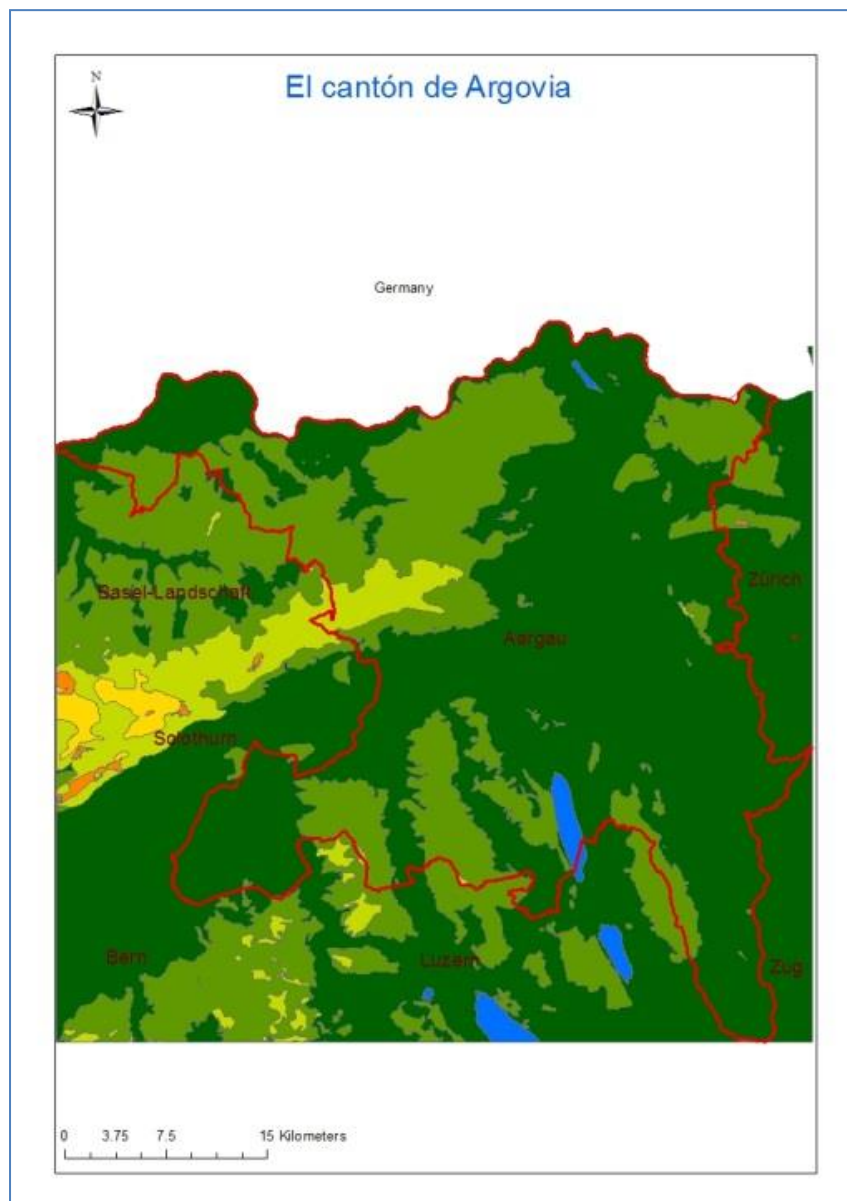 N
El cantón de Argovia
Germany
Basel-Landschaft
Zürich
Aargau
Solothurn
Bern
Luzern
Zug
0 3.75 7.5 15 Kilometers